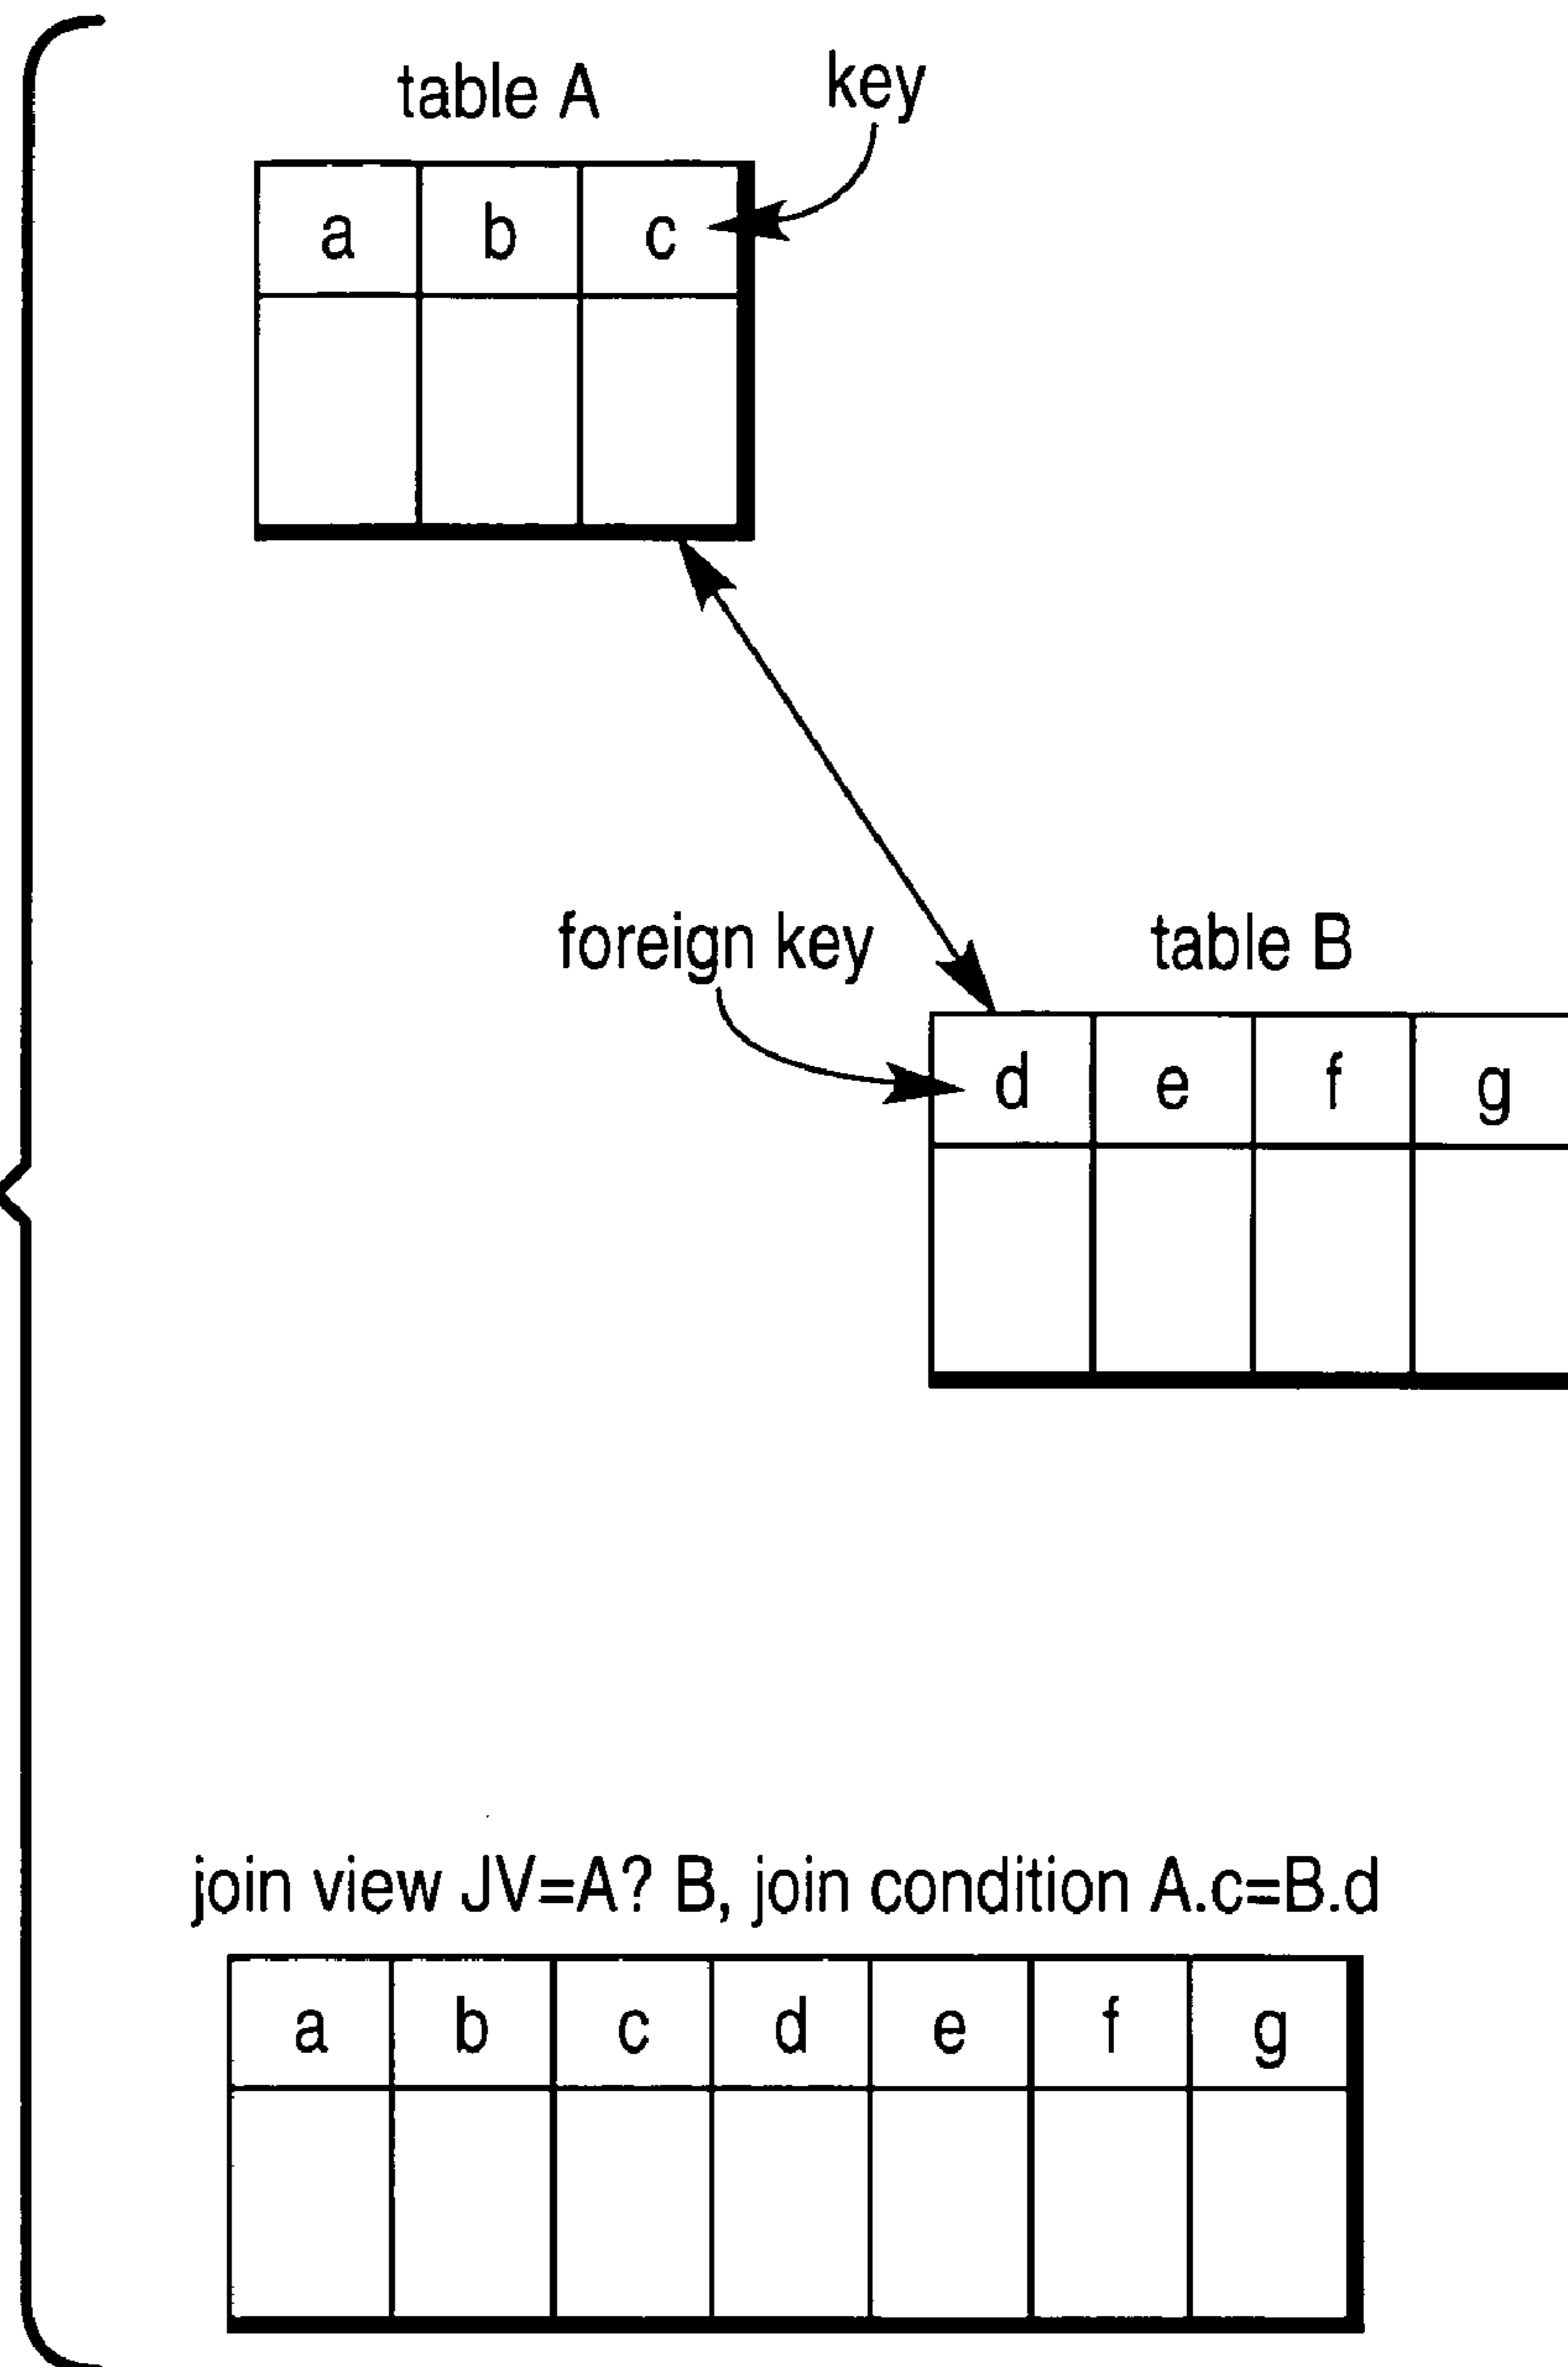 table A
key
a b c
foreign key
table B
d e f g
join view JV=A? B, join condition A.c=B.d
a b c d e f g